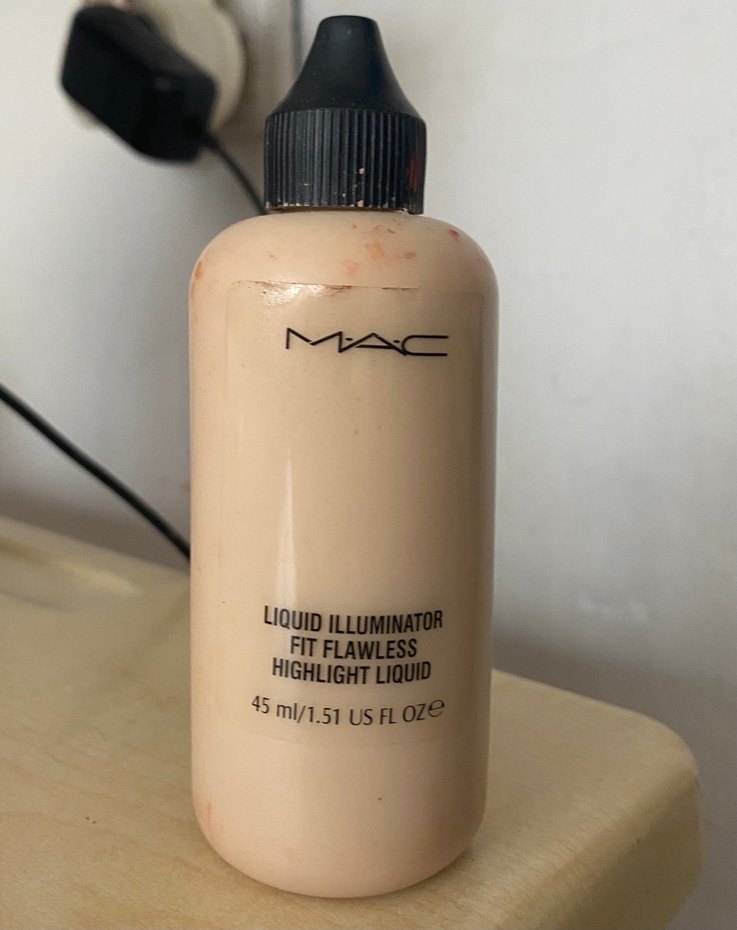 M·A·C
LIQUID ILLUMINATOR
FIT FLAWLESS
HIGHLIGHT LIQUID
45 ml/1.51 US FL OZ℮